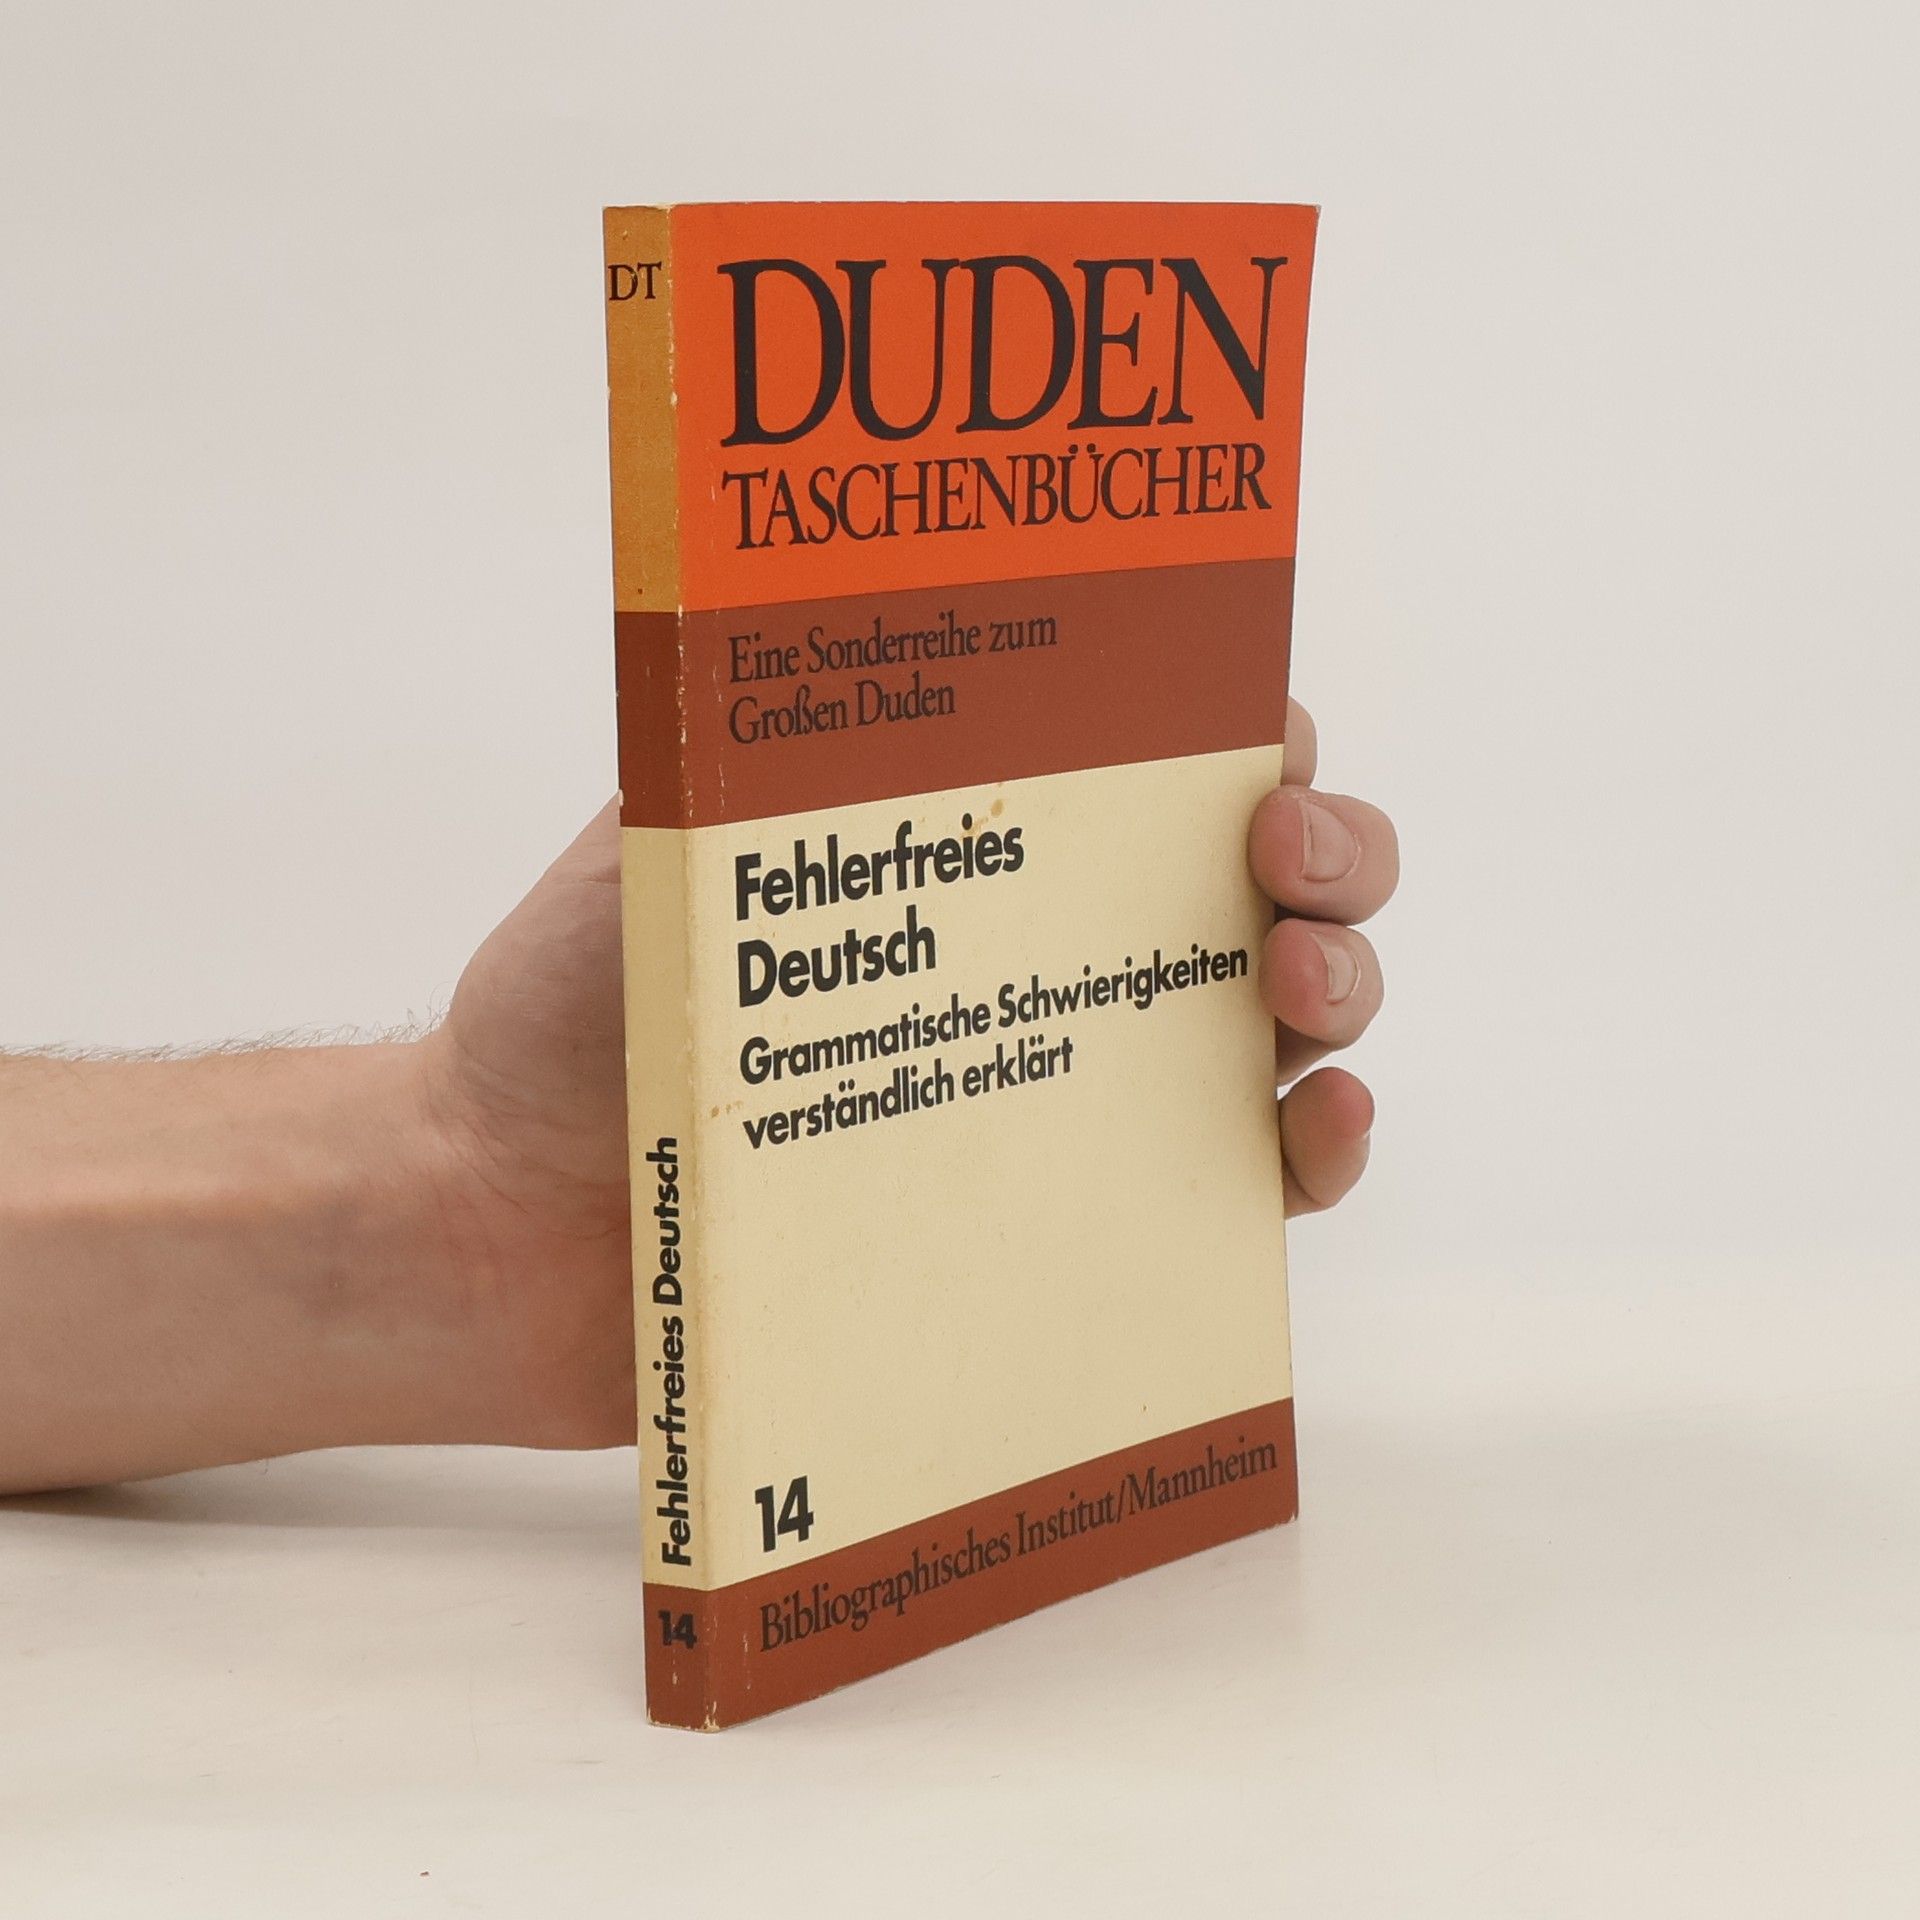 DT
Fehlerfreies Deutsch
14
DUDEN
TASCHENBÜCHER
Eine Sonderreihe zum
Großen Duden
Fehlerfreies
Deutsch
Grammatische Schwierigkeiten
verständlich erklärt
14
Bibliographisches Institut/Mannheim